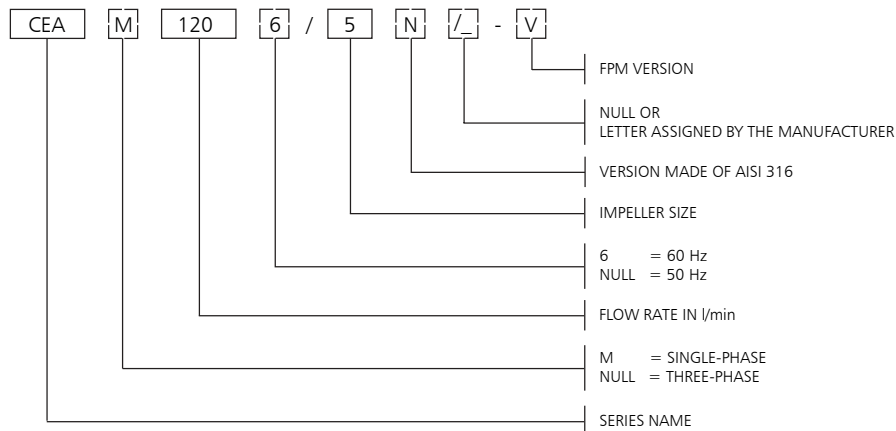 CEA M 120 6 / 5 N /_ - V
FPM VERSION
NULL OR
LETTER ASSIGNED BY THE MANUFACTURER
VERSION MADE OF AISI 316
IMPELLER SIZE
6 = 60 Hz
NULL = 50 Hz
FLOW RATE IN l/min
M = SINGLE-PHASE
NULL = THREE-PHASE
SERIES NAME